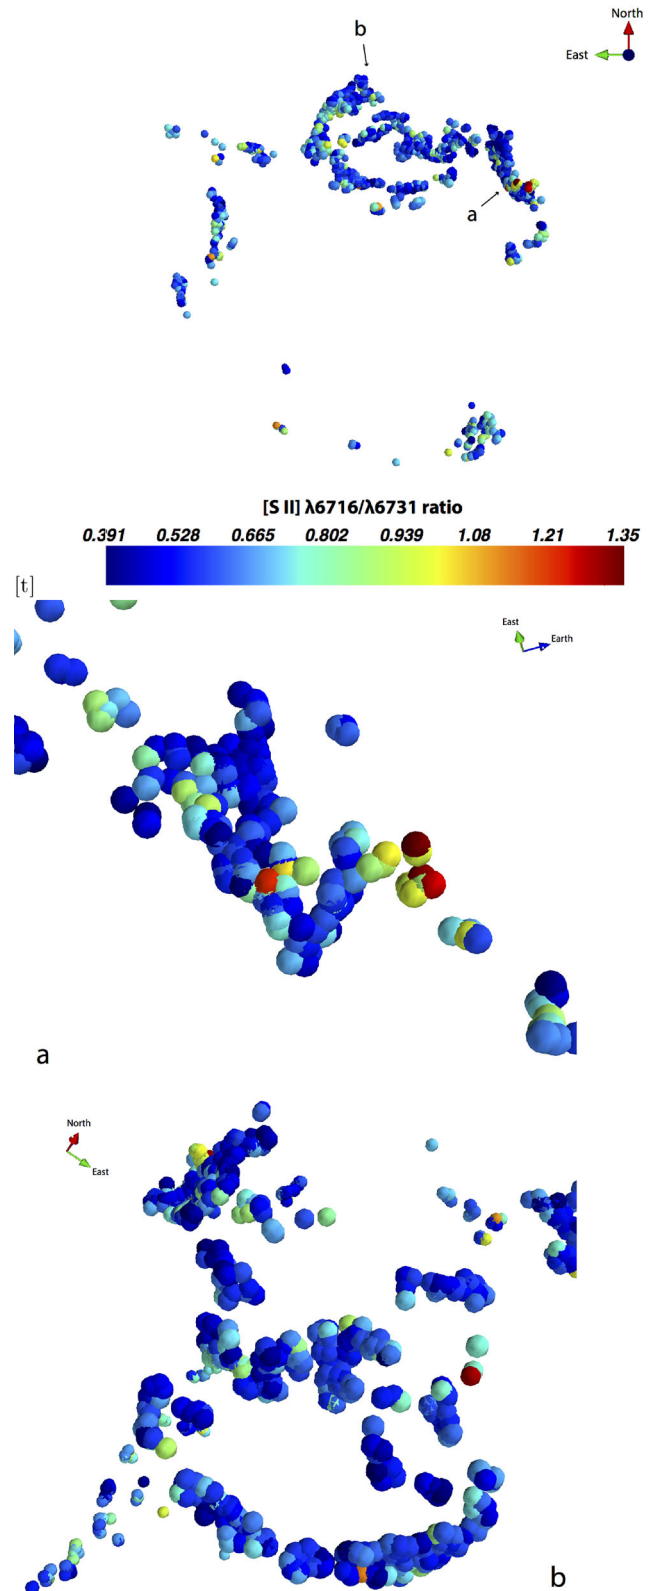 b
North
East
a
[S II] λ6716/λ6731 ratio
0.391 0.528 0.665 0.802 0.939 1.08 1.21 1.35
[t]
East
Earth
a
North
East
b